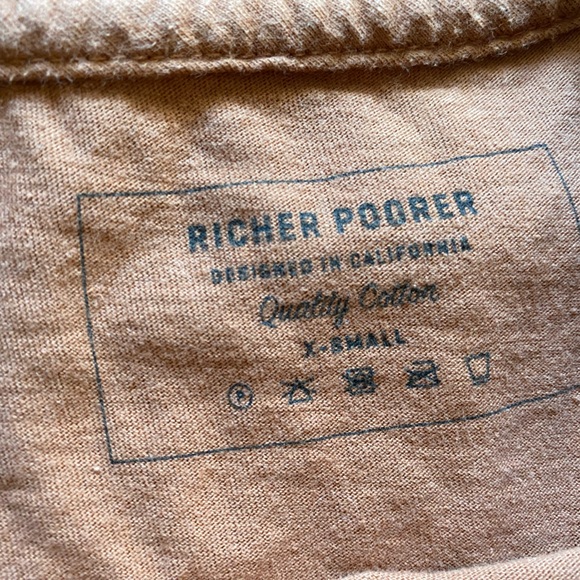 RICHER POORER
DESIGNED IN CALIFORNIA
Quality Cotton
X-SMALL